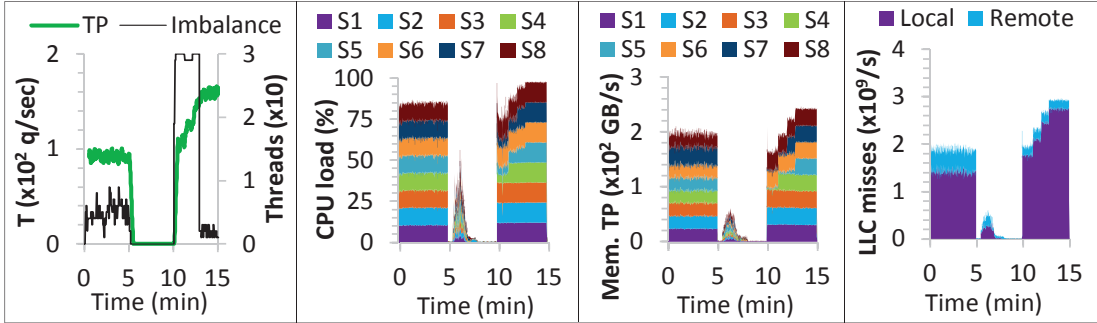 TP Imbalance
T (x10² q/sec)
2
1
0
3
2
1
0
Threads (x10)
0 5 10 15
Time (min)
S1 S2 S3 S4
S5 S6 S7 S8
CPU load (%)
100
75
50
25
0
0 5 10 15
Time (min)
S1 S2 S3 S4
S5 S6 S7 S8
Mem. TP (x10² GB/s)
3
2
1
0
0 5 10 15
Time (min)
Local Remote
LLC misses (x10⁹/s)
4
3
2
1
0
0 5 10 15
Time (min)